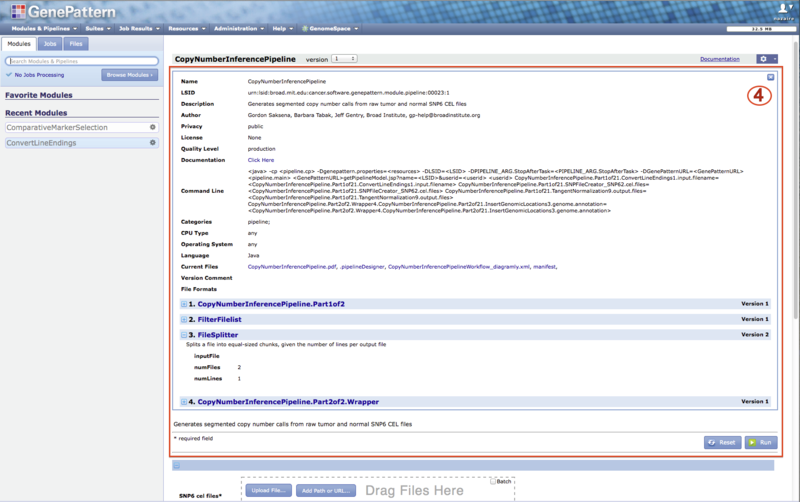 GenePattern
Modules & Pipelines Suites Job Results Resources Administration Help GenomeSpace
32.5 MB
Modules Jobs Files
Search Modules & Pipelines
No Jobs Processing Browse Modules
Favorite Modules
Recent Modules
ComparativeMarkerSelection
ConvertLineEndings
CopyNumberInferencePipeline version 1 Documentation
4
Name CopyNumberInferencePipeline
LSID urn:lsid:broad.mit.edu:cancer.software.genepattern.module.pipeline:00023:1
Description Generates segmented copy number calls from raw tumor and normal SNP6 CEL files
Author Gordon Saksena, Barbara Tabak, Jeff Gentry, Broad Institute, gp-help@broadinstitute.org
Privacy public
License None
Quality Level production
Documentation Click Here
<java> -cp <pipeline.cp> -Dgenepattern.properties=<resources> -DLSID=<LSID> -DPIPELINE_ARG.StopAfterTask=<PIPELINE_ARG.StopAfterTask> -DGenePatternURL=<GenePatternURL>
<pipeline.main> <GenePatternURL>getPipelineModel.jsp?name=<LSID>&userid=<userid> <userid> CopyNumberInferencePipeline.Part1of21.ConvertLineEndings1.input.filename=
<CopyNumberInferencePipeline.Part1of21.ConvertLineEndings1.input.filename> CopyNumberInferencePipeline.Part1of21.SNPFileCreator_SNP62.cel.files=
Command Line <CopyNumberInferencePipeline.Part1of21.SNPFileCreator_SNP62.cel.files> CopyNumberInferencePipeline.Part1of21.TangentNormalization9.output.files=
<CopyNumberInferencePipeline.Part1of21.TangentNormalization9.output.files>
CopyNumberInferencePipeline.Part2of2.Wrapper4.CopyNumberInferencePipeline.Part2of21.InsertGenomicLocations3.genome.annotation=
<CopyNumberInferencePipeline.Part2of2.Wrapper4.CopyNumberInferencePipeline.Part2of21.InsertGenomicLocations3.genome.annotation>
Categories pipeline;
CPU Type any
Operating System any
Language Java
Current Files CopyNumberInferencePipeline.pdf, .pipelineDesigner, CopyNumberInferencePipelineWorkflow_diagramly.xml, manifest,
Version Comment
File Formats
1. CopyNumberInferencePipeline.Part1of2 Version 1
2. FilterFilelist Version 1
3. FileSplitter Version 2
Splits a file into equal-sized chunks, given the number of lines per output file
inputFile
numFiles 2
numLines 1
4. CopyNumberInferencePipeline.Part2of2.Wrapper Version 1
Generates segmented copy number calls from raw tumor and normal SNP6 CEL files
* required field Reset Run
Batch
SNP6 cel files* Upload File... Add Path or URL... Drag Files Here